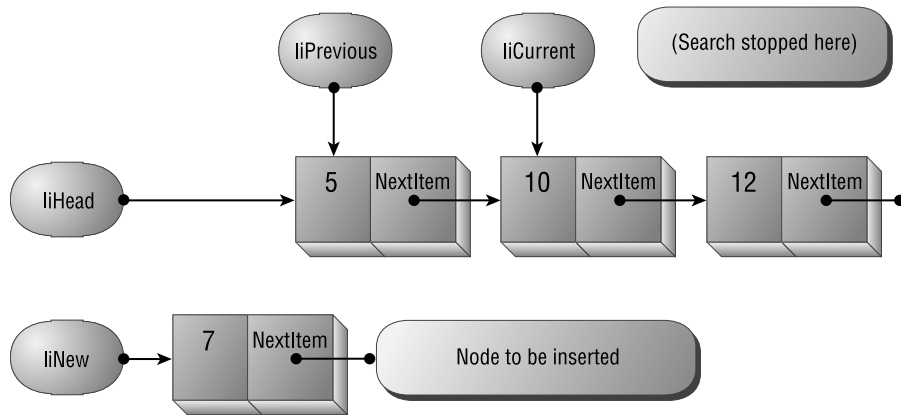 liPrevious
liCurrent
(Search stopped here)
liHead
5 NextItem
10 NextItem
12 NextItem
liNew
7 NextItem
Node to be inserted